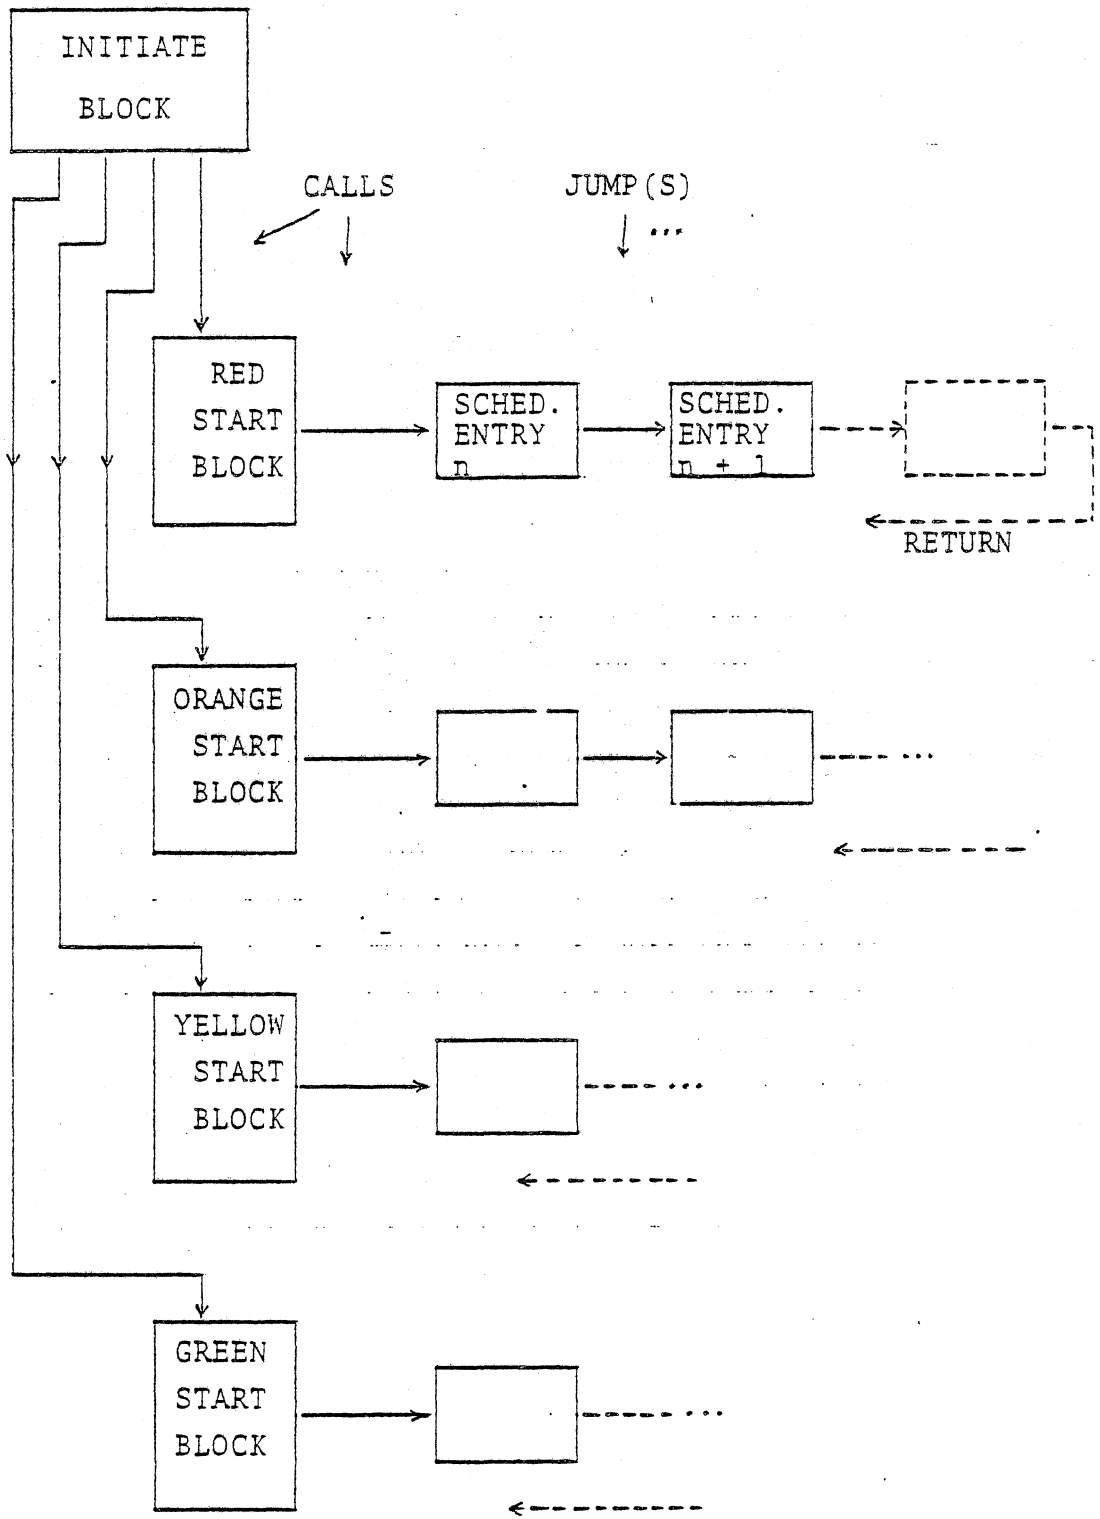 INITIATE
BLOCK
CALLS
JUMP(S)
...
RED
START
BLOCK
SCHED.
ENTRY
n
SCHED.
ENTRY
n + 1
RETURN
ORANGE
START
BLOCK
...
YELLOW
START
BLOCK
...
GREEN
START
BLOCK
...